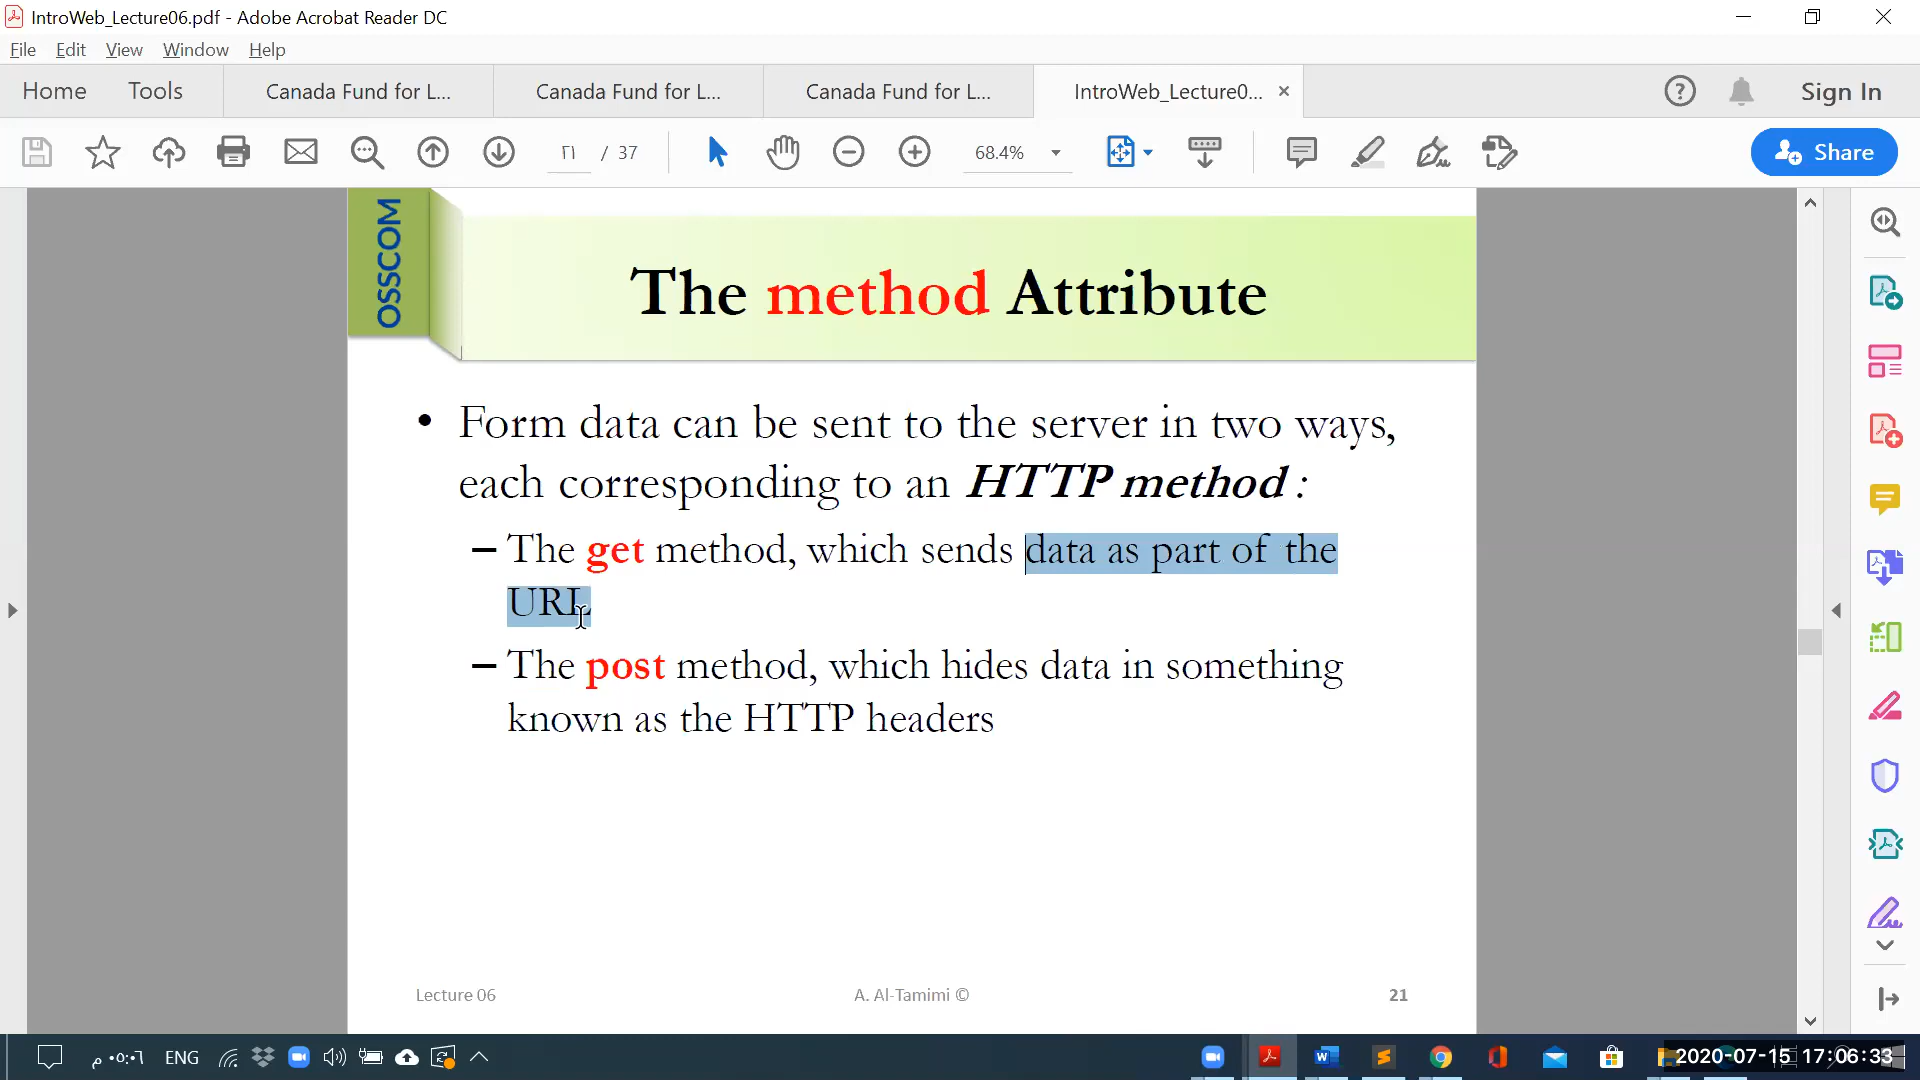 IntroWeb_Lecture06.pdf - Adobe Acrobat Reader DC
File Edit View Window Help
Home Tools Canada Fund for L... Canada Fund for L... Canada Fund for L... IntroWeb_Lecture0... × Sign In
٢١ / 37 68.4% Share
OSSCOM
The method Attribute
• Form data can be sent to the server in two ways,
each corresponding to an HTTP method :
– The get method, which sends data as part of the
URL
– The post method, which hides data in something
known as the HTTP headers
Lecture 06 A. Al-Tamimi © 21
٠٥:٠٦ م ENG 2020-07-15 17:06:33